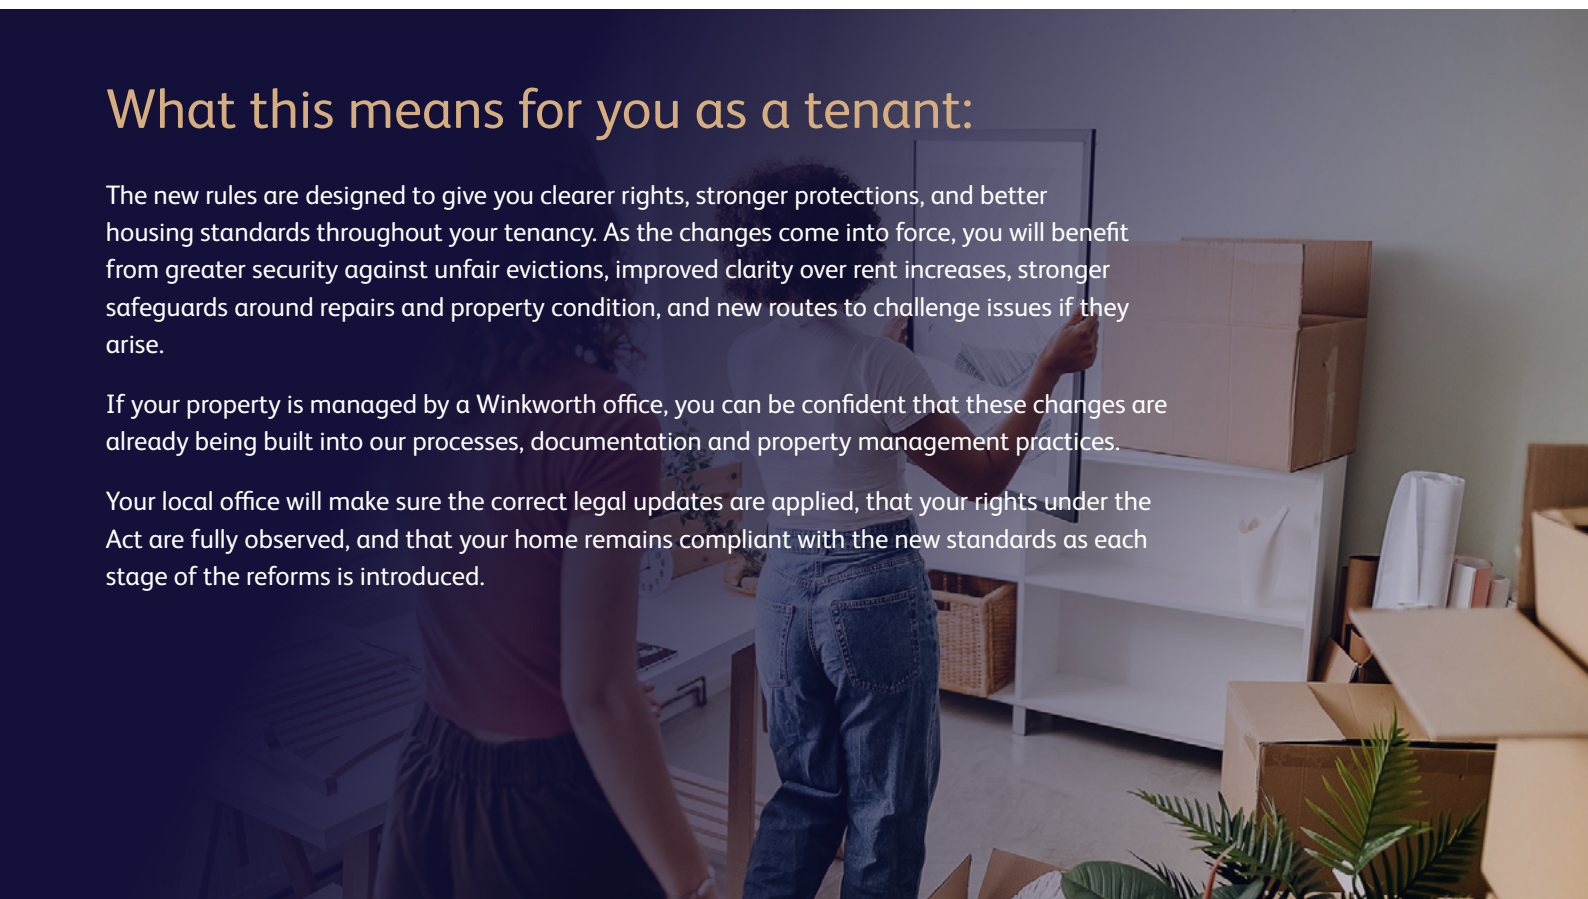 What this means for you as a tenant:
The new rules are designed to give you clearer rights, stronger protections, and better
housing standards throughout your tenancy. As the changes come into force, you will benefit
from greater security against unfair evictions, improved clarity over rent increases, stronger
safeguards around repairs and property condition, and new routes to challenge issues if they
arise.
If your property is managed by a Winkworth office, you can be confident that these changes are
already being built into our processes, documentation and property management practices.
Your local office will make sure the correct legal updates are applied, that your rights under the
Act are fully observed, and that your home remains compliant with the new standards as each
stage of the reforms is introduced.